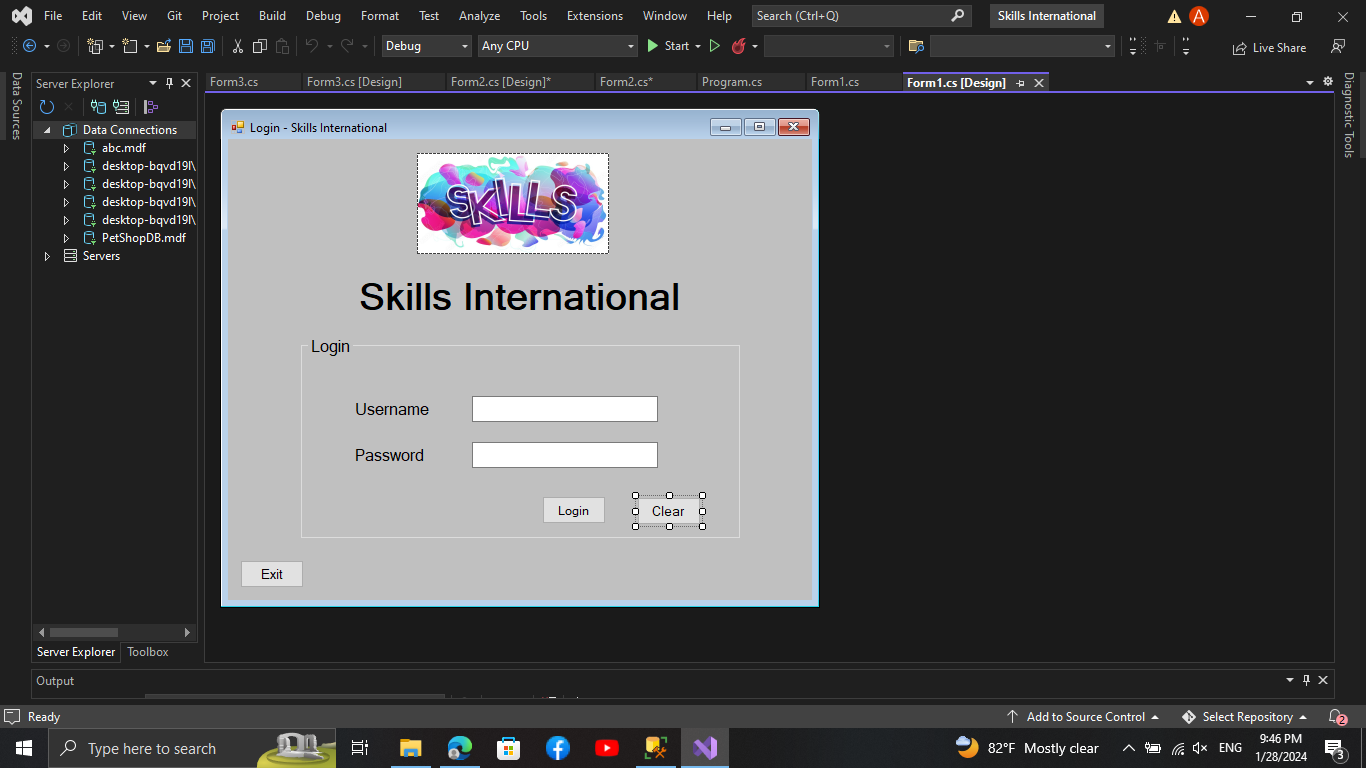 File Edit View Git Project Build Debug Format Test Analyze Tools Extensions Window Help Search (Ctrl+Q) Skills International A
Debug Any CPU Start Live Share
Data Sources
Server Explorer
Data Connections
abc.mdf
desktop-bqvd19l\
desktop-bqvd19l\
desktop-bqvd19l\
desktop-bqvd19l\
PetShopDB.mdf
Servers
Server Explorer Toolbox
Form3.cs Form3.cs [Design] Form2.cs [Design]* Form2.cs* Program.cs Form1.cs Form1.cs [Design]
Login - Skills International
SKILLS
Skills International
Login
Username
Password
Login Clear
Exit
Diagnostic Tools
Output
Ready Add to Source Control Select Repository 2
Type here to search 82°F Mostly clear ENG 9:46 PM
1/28/2024
3